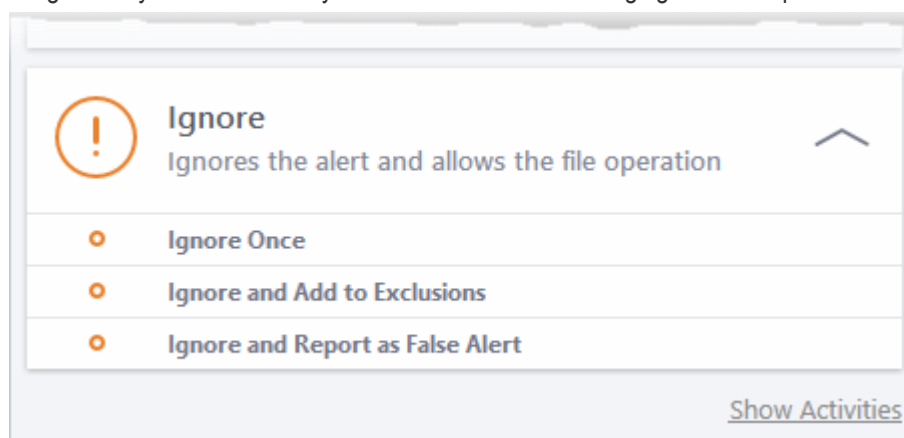 Ignore
Ignores the alert and allows the file operation
Ignore Once
Ignore and Add to Exclusions
Ignore and Report as False Alert
Show Activities